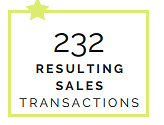 232
RESULTING
SALES
TRANSACTIONS